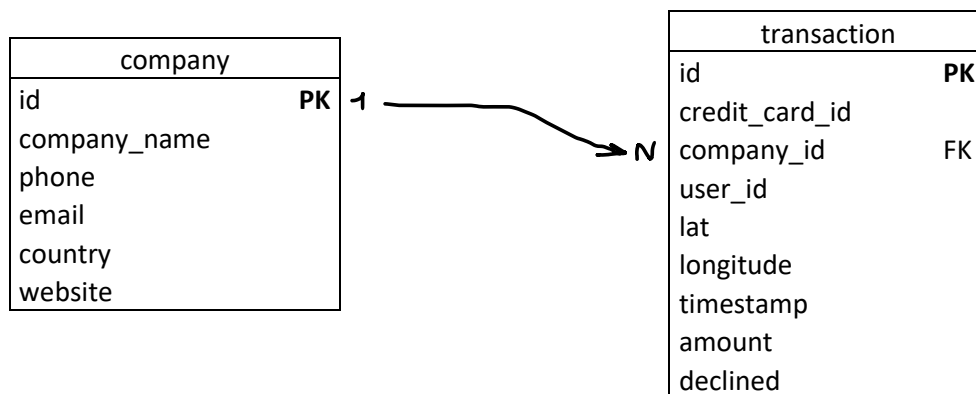 company
id PK 1
company_name
phone
email
country
website
transaction
id PK
credit_card_id
N company_id FK
user_id
lat
longitude
timestamp
amount
declined